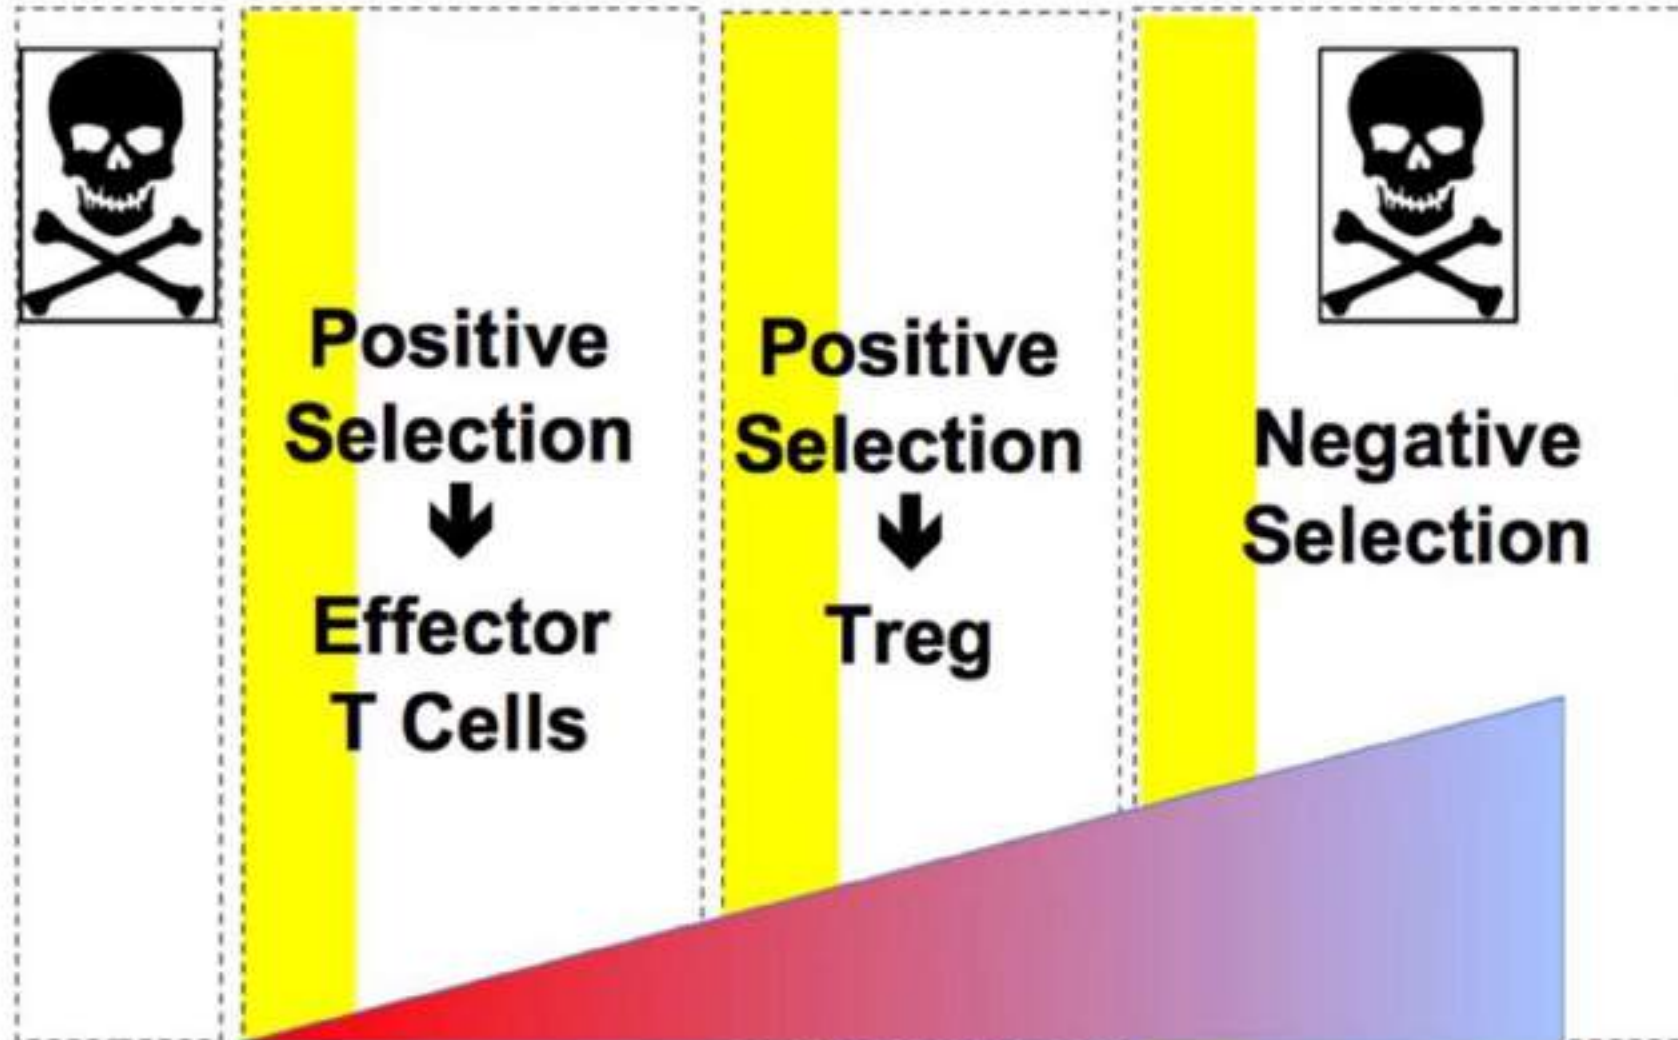 Positive
Selection
Effector
T Cells
Positive
Selection
Treg
Negative
Selection